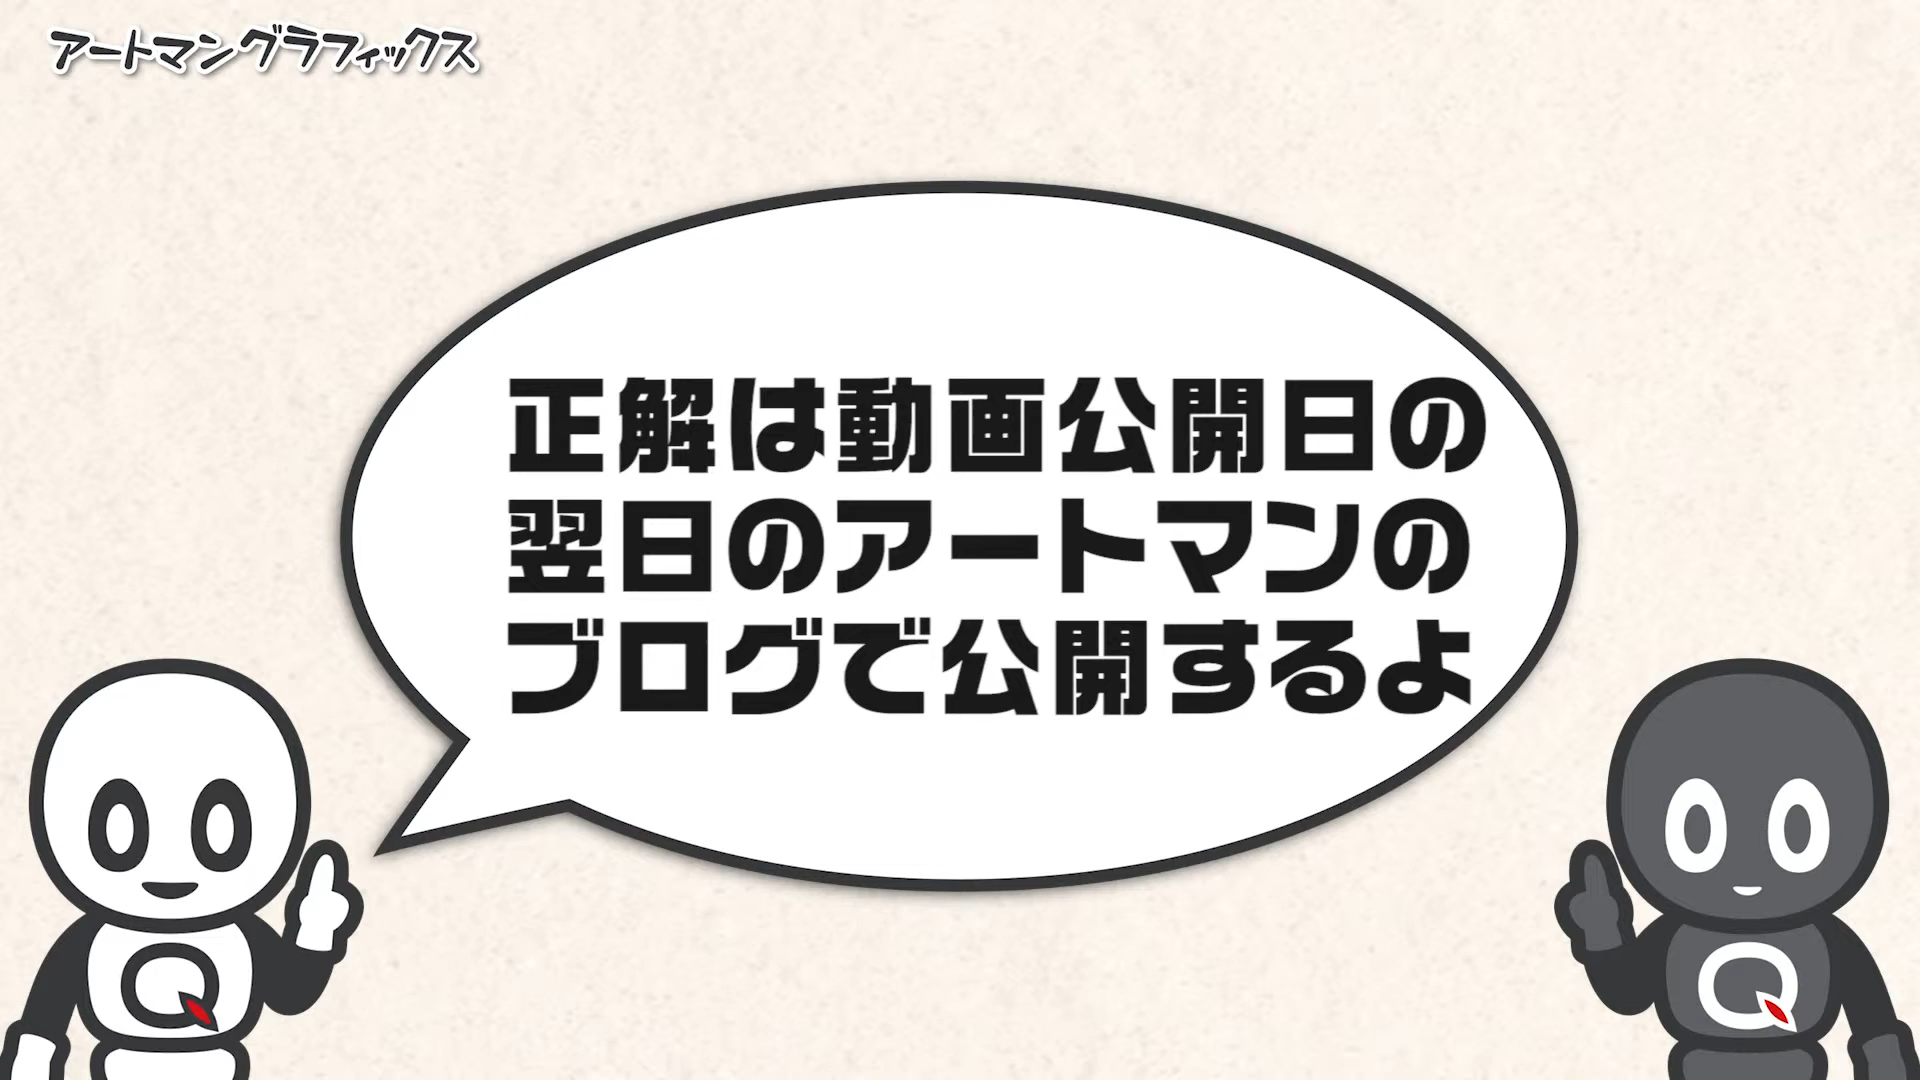 アートマングラフィックス
正解は動画公開日の
翌日のアートマンの
ブログで公開するよ
Q
Q